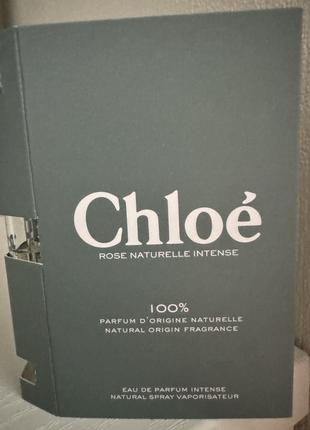 Chloé
ROSE NATURELLE INTENSE
100%
PARFUM D'ORIGINE NATURELLE
NATURAL ORIGIN FRAGRANCE
EAU DE PARFUM INTENSE
NATURAL SPRAY VAPORISATEUR